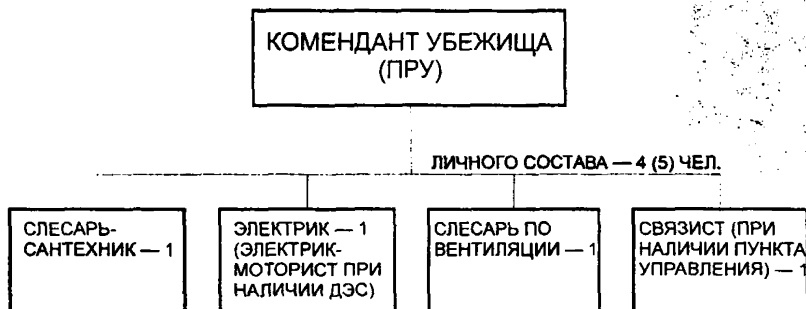 КОМЕНДАНТ УБЕЖИЩА
(ПРУ)
ЛИЧНОГО СОСТАВА — 4 (5) ЧЕЛ.
СЛЕСАРЬ-
САНТЕХНИК — 1
ЭЛЕКТРИК — 1
(ЭЛЕКТРИК-
МОТОРИСТ ПРИ
НАЛИЧИИ ДЭС)
СЛЕСАРЬ ПО
ВЕНТИЛЯЦИИ — 1
СВЯЗИСТ (ПРИ
НАЛИЧИИ ПУНКТА
УПРАВЛЕНИЯ) — 1